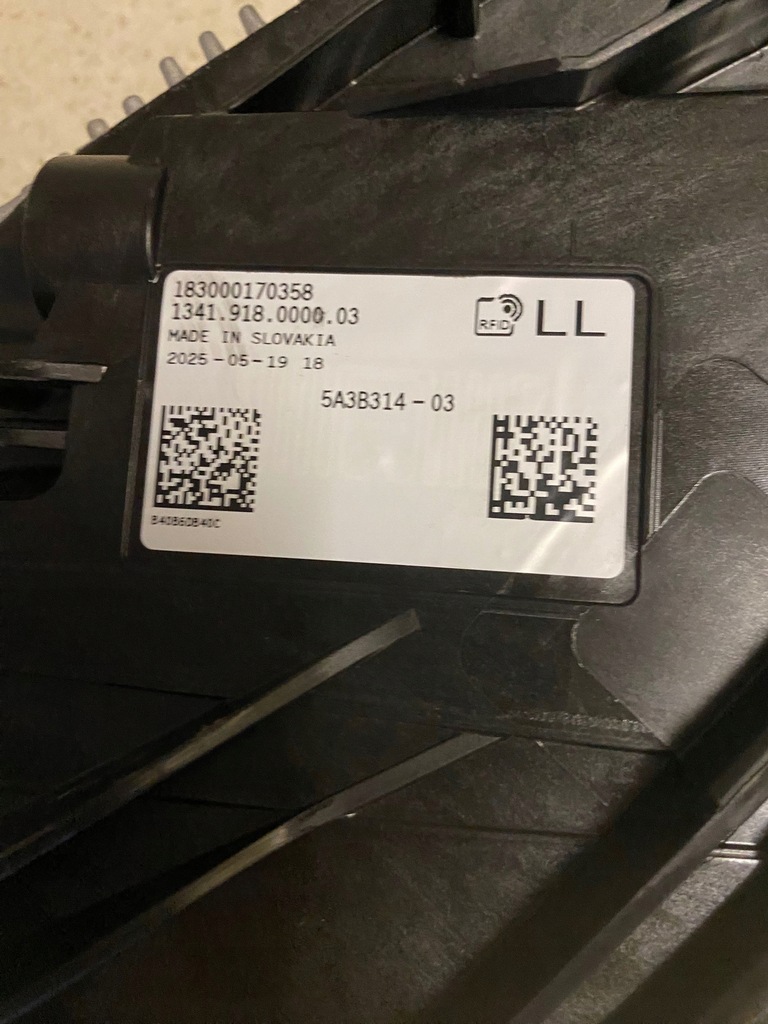 183000170358
1341.918.0000.03
MADE IN SLOVAKIA
2025-05-19 18
RFID
LL
5A3B314-03
B40B60B40C